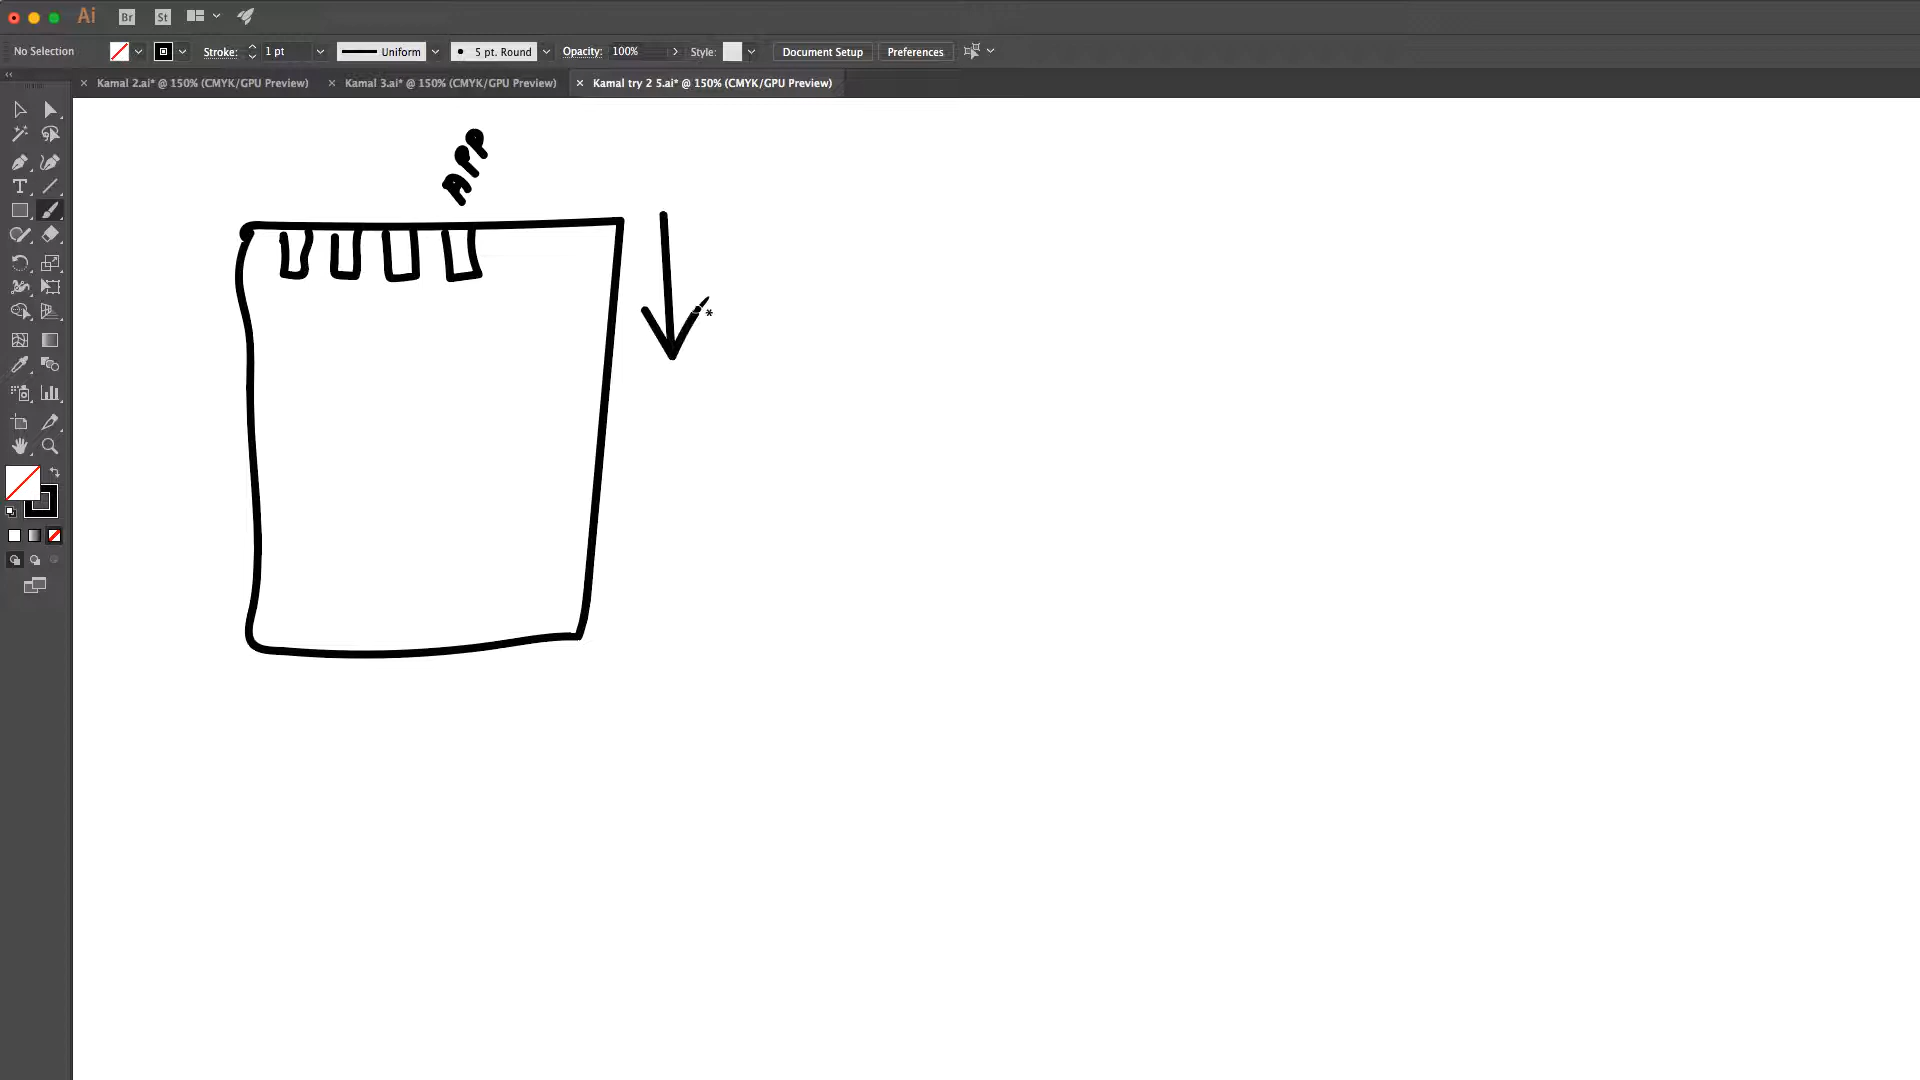 Ai Br St
No Selection Stroke: 1 pt Uniform 5 pt. Round Opacity: 100% Style: Document Setup Preferences
Kamal 2.ai* @ 150% (CMYK/GPU Preview) Kamal 3.ai* @ 150% (CMYK/GPU Preview) Kamal try 2 5.ai* @ 150% (CMYK/GPU Preview)
APP